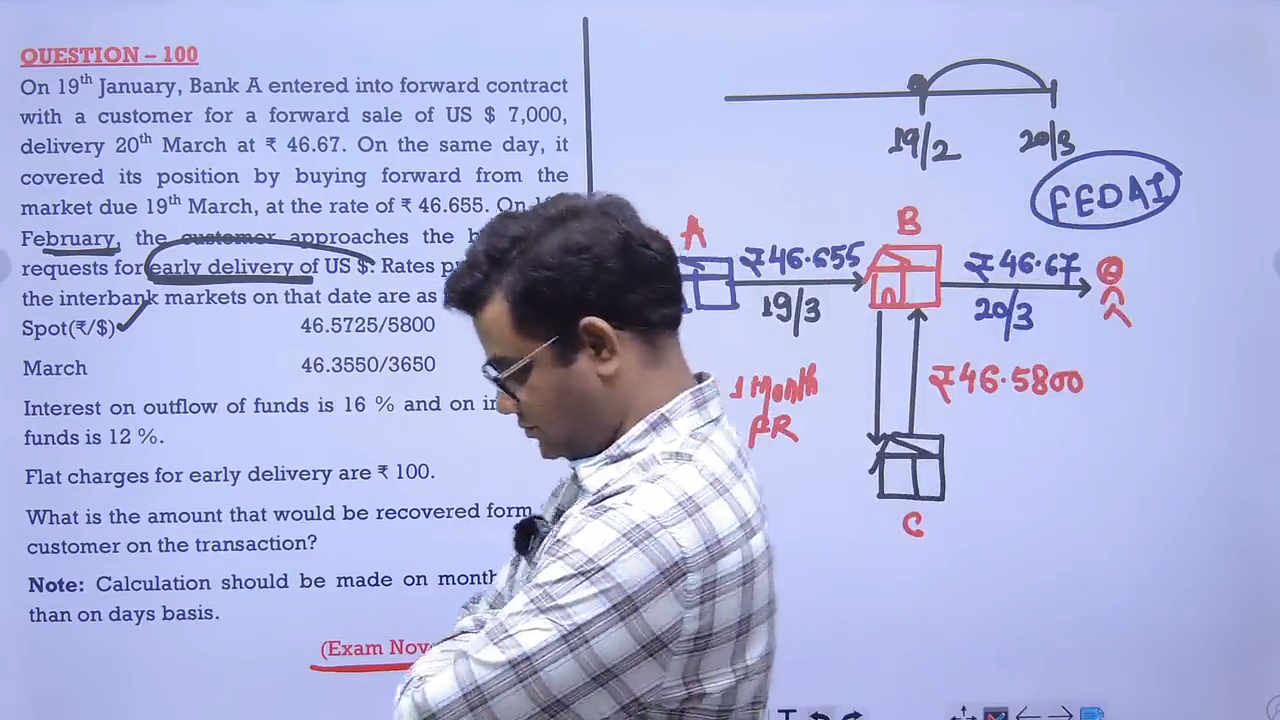 QUESTION – 100
On 19th January, Bank A entered into forward contract
with a customer for a forward sale of US $ 7,000,
delivery 20th March at ₹ 46.67. On the same day, it
covered its position by buying forward from the
market due 19th March, at the rate of ₹ 46.655. On
February, the customer approaches the
requests for early delivery of US $. Rates
the interbank markets on that date are as
Spot(₹/$) 46.5725/5800
March 46.3550/3650
Interest on outflow of funds is 16 % and on
funds is 12 %.
Flat charges for early delivery are ₹ 100.
What is the amount that would be recovered form
customer on the transaction?
Note: Calculation should be made on
than on days basis.
(Exam Nov
19/2 20/3
FEDAI
A B
₹46.655 ₹46.67
19/3 20/3
1 Month
₹46.5800
C